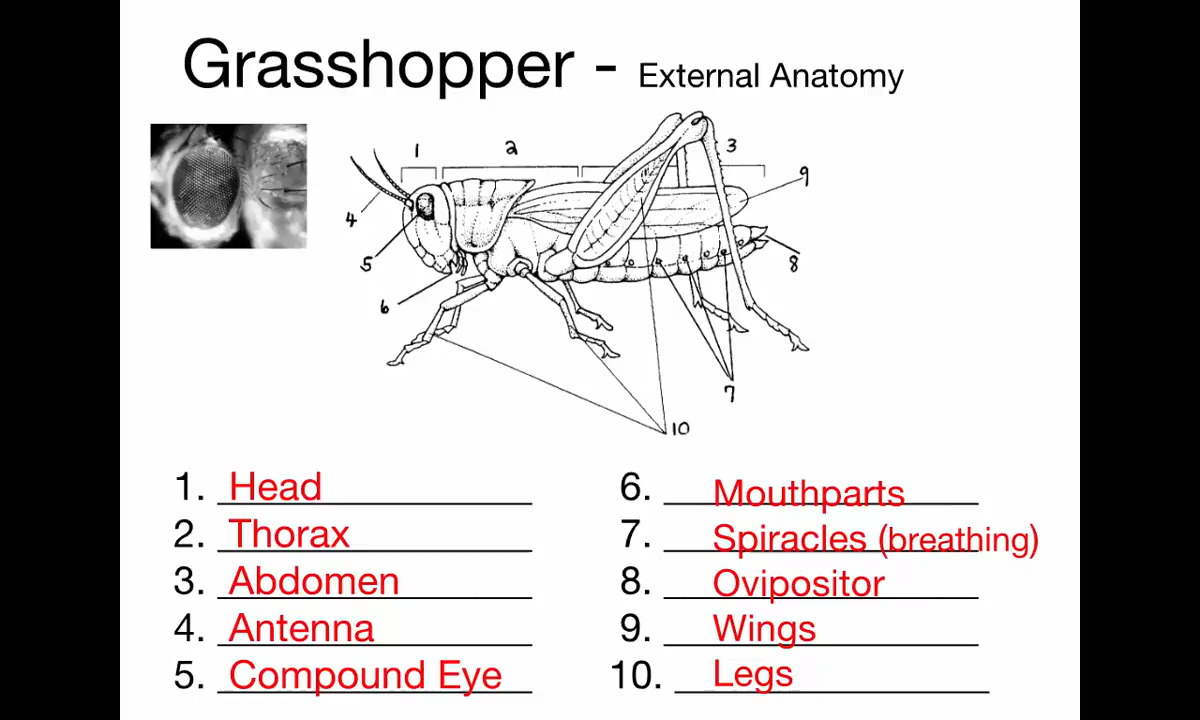 Grasshopper - External Anatomy
1 2 3
9
4
5
8
6
7
10
1. Head
2. Thorax
3. Abdomen
4. Antenna
5. Compound Eye
6. Mouthparts
7. Spiracles (breathing)
8. Ovipositor
9. Wings
10. Legs